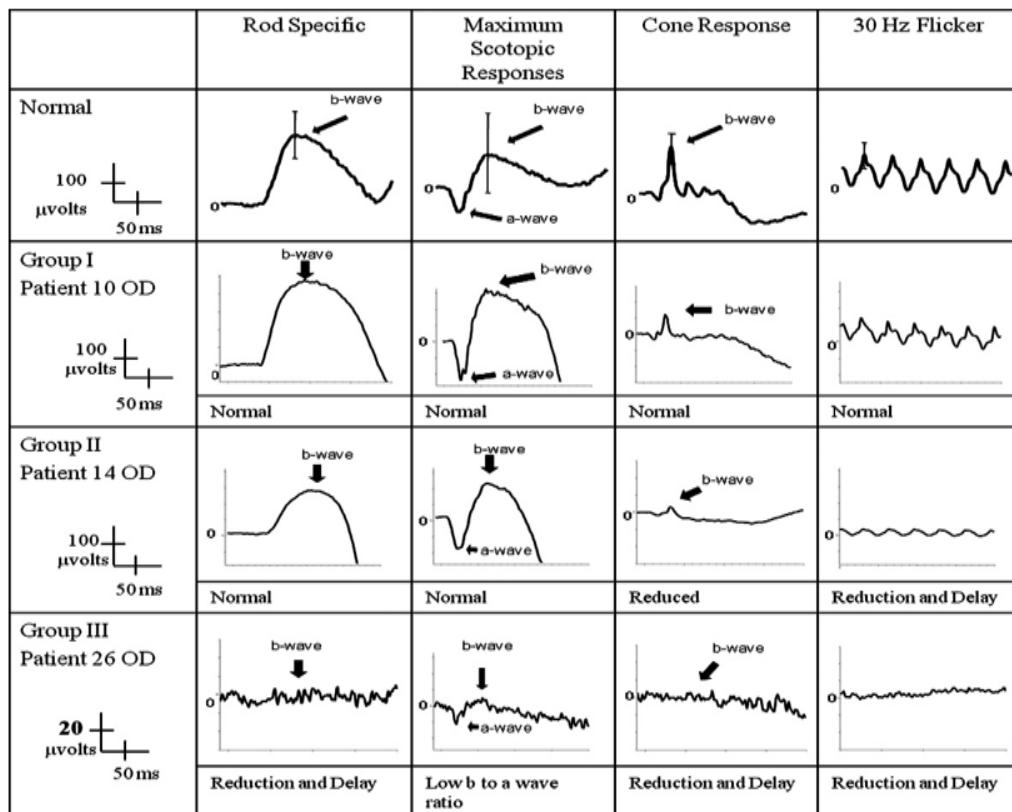 Rod Specific
Maximum
Scotopic
Responses
Cone Response
30 Hz Flicker
Normal
100
μvolts
50 ms
b-wave
0
b-wave
0
a-wave
b-wave
0
0
Group I
Patient 10 OD
100
μvolts
50 ms
b-wave
0
b-wave
0
a-wave
b-wave
0
0
Normal
Normal
Normal
Normal
Group II
Patient 14 OD
100
μvolts
50 ms
b-wave
0
b-wave
0
a-wave
b-wave
0
0
Normal
Normal
Reduced
Reduction and Delay
Group III
Patient 26 OD
20
μvolts
50 ms
b-wave
0
b-wave
0
a-wave
b-wave
0
0
Reduction and Delay
Low b to a wave
ratio
Reduction and Delay
Reduction and Delay